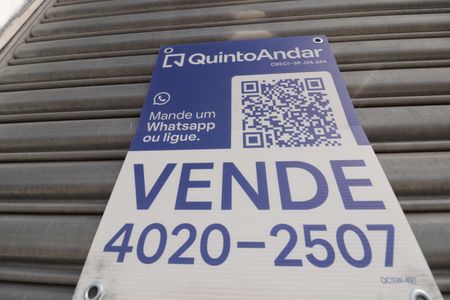 QuintoAndar
CRECI-SP J24.344
Mande um
Whatsapp
ou ligue.
VENDE
4020-2507